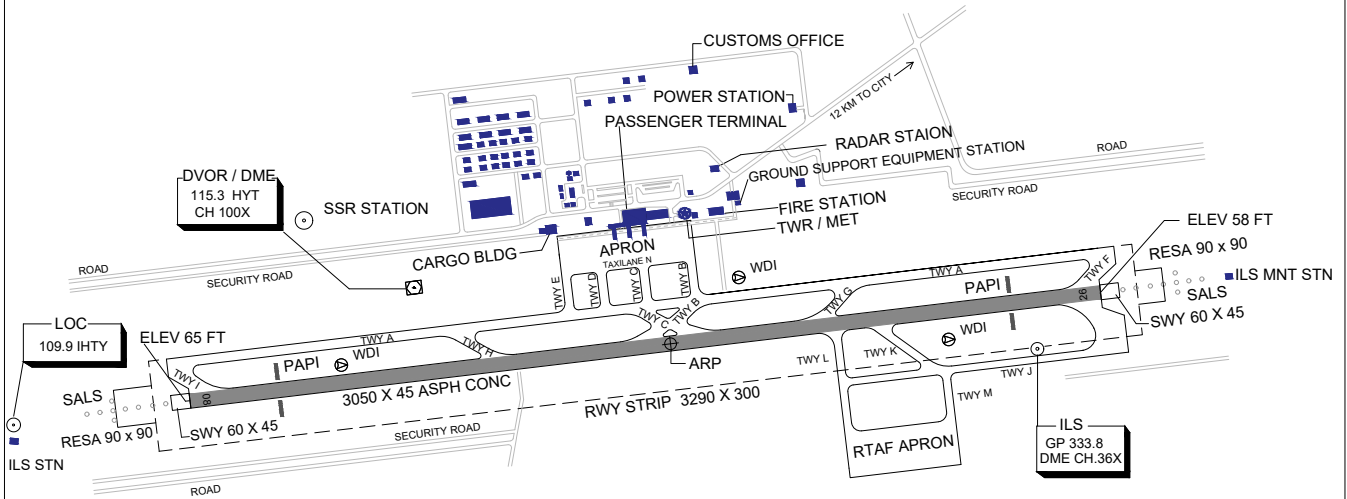 CUSTOMS OFFICE
POWER STATION
12 KM TO CITY
PASSENGER TERMINAL
RADAR STAION
ROAD
GROUND SUPPORT EQUIPMENT STATION
DVOR / DME
115.3 HYT
CH 100X
SSR STATION
SECURITY ROAD
FIRE STATION
TWR / MET
ELEV 58 FT
CARGO BLDG
APRON
TAXILANE N
RESA 90 x 90
ROAD
SECURITY ROAD
WDI
TWY A
TWY F
ILS MNT STN
TWY E
TWY D
TWY C
TWY B
PAPI
26
SALS
LOC
109.9 IHTY
ELEV 65 FT
TWY C
TWY B
TWY G
SWY 60 X 45
TWY A
TWY H
WDI
PAPI
WDI
ARP
TWY L
TWY K
TWY I
TWY J
SALS
08
3050 X 45 ASPH CONC
RWY STRIP 3290 X 300
TWY M
RESA 90 x 90
SWY 60 X 45
SECURITY ROAD
RTAF APRON
ILS
GP 333.8
DME CH.36X
ILS STN
ROAD